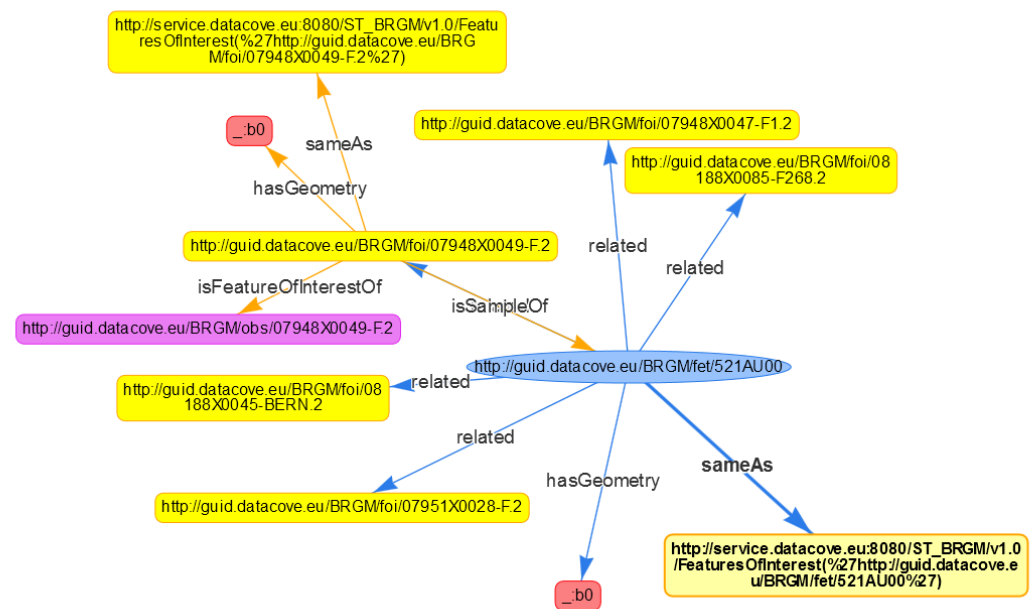 http://service.datacove.eu:8080/ST_BRGM/v1.0/Featu
resOfInterest(%27http://guid.datacove.eu/BRG
M/foi/07948X0049-F.2%27)
_:b0
http://guid.datacove.eu/BRGM/foi/07948X0047-F1.2
sameAs
http://guid.datacove.eu/BRGM/foi/08
188X0085-F268.2
hasGeometry
http://guid.datacove.eu/BRGM/foi/07948X0049-F.2
related
related
isFeatureOfInterestOf
isSampleOf
http://guid.datacove.eu/BRGM/obs/07948X0049-F.2
http://guid.datacove.eu/BRGM/fet/521AU00
related
http://guid.datacove.eu/BRGM/foi/08
188X0045-BERN.2
related
sameAs
hasGeometry
http://guid.datacove.eu/BRGM/foi/07951X0028-F.2
http://service.datacove.eu:8080/ST_BRGM/v1.0
/FeaturesOfInterest(%27http://guid.datacove.e
u/BRGM/fet/521AU00%27)
_:b0